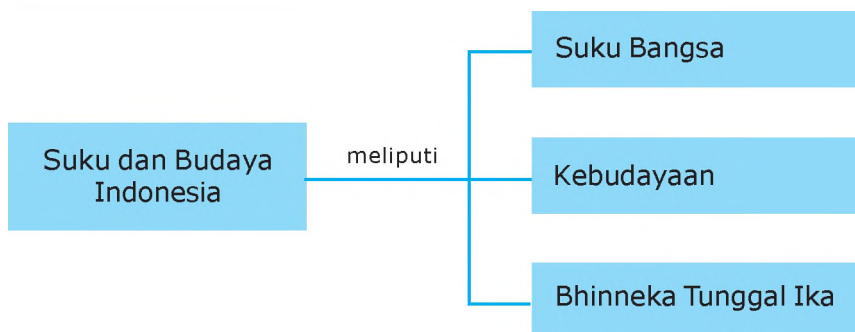 Suku dan Budaya
Indonesia
meliputi
Suku Bangsa
Kebudayaan
Bhinneka Tunggal Ika